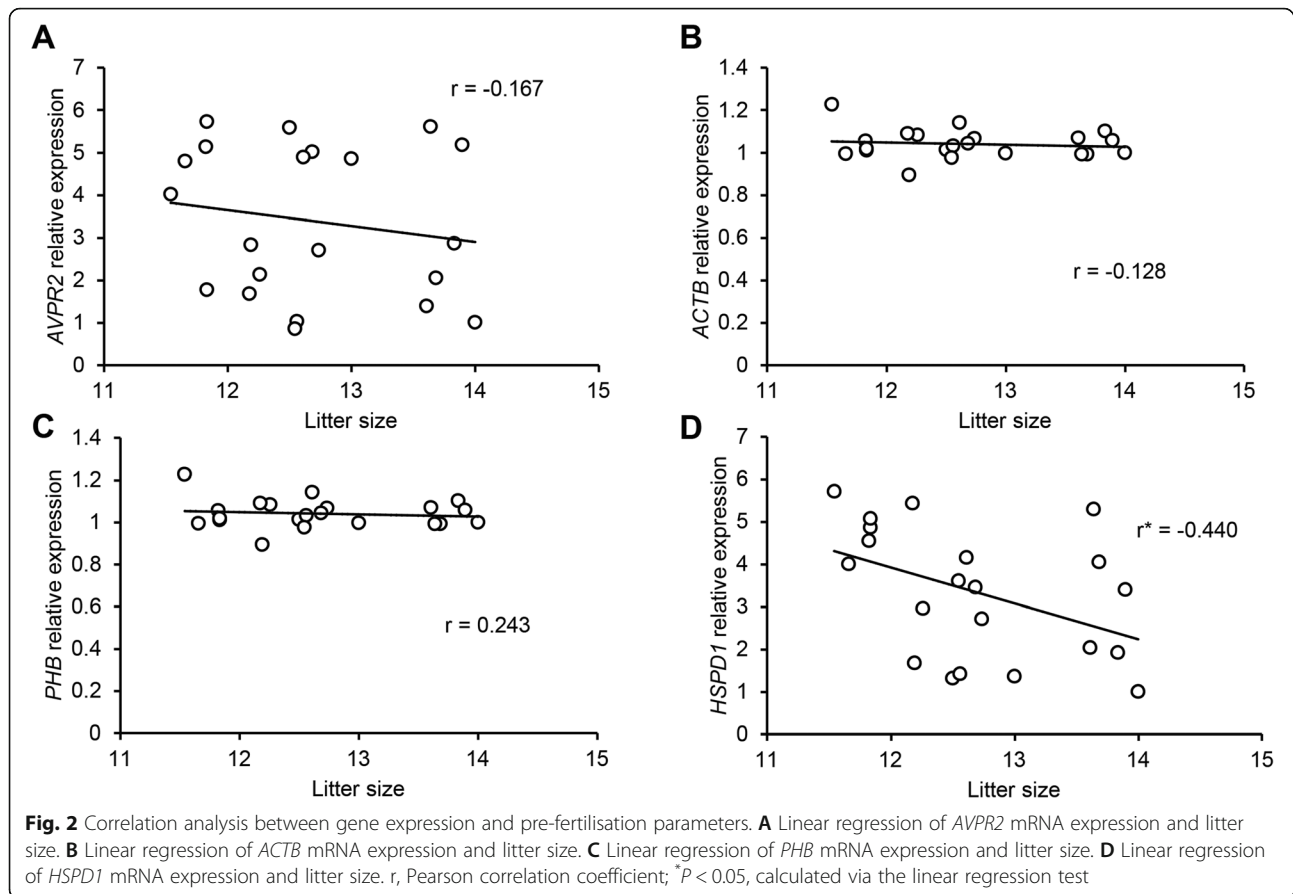 A
7
6
5
4
3
2
1
0
AVPR2 relative expression
r = -0.167
11 12 13 14 15
Litter size
B
1.4
1.2
1
0.8
0.6
0.4
0.2
0
ACTB relative expression
r = -0.128
11 12 13 14 15
Litter size
C
1.4
1.2
1
0.8
0.6
0.4
0.2
0
PHB relative expression
r = 0.243
11 12 13 14 15
Litter size
D
7
6
5
4
3
2
1
0
HSPD1 relative expression
r* = -0.440
11 12 13 14 15
Litter size
Fig. 2 Correlation analysis between gene expression and pre-fertilisation parameters. A Linear regression of AVPR2 mRNA expression and litter
size. B Linear regression of ACTB mRNA expression and litter size. C Linear regression of PHB mRNA expression and litter size. D Linear regression
of HSPD1 mRNA expression and litter size. r, Pearson correlation coefficient; *P < 0.05, calculated via the linear regression test